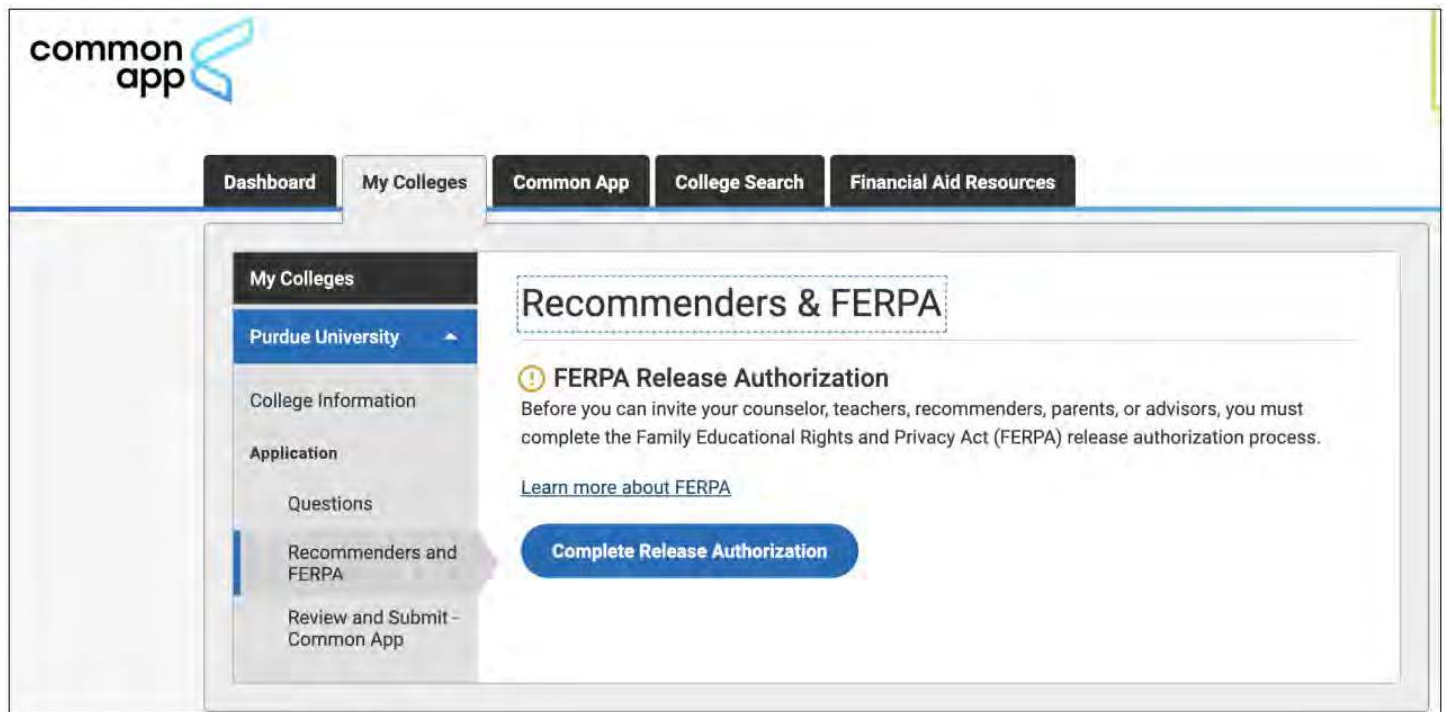 common
app
Dashboard
My Colleges
Common App
College Search
Financial Aid Resources
My Colleges
Purdue University
College Information
Application
Questions
Recommenders and
FERPA
Review and Submit -
Common App
Recommenders & FERPA
FERPA Release Authorization
Before you can invite your counselor, teachers, recommenders, parents, or advisors, you must
complete the Family Educational Rights and Privacy Act (FERPA) release authorization process.
Learn more about FERPA
Complete Release Authorization